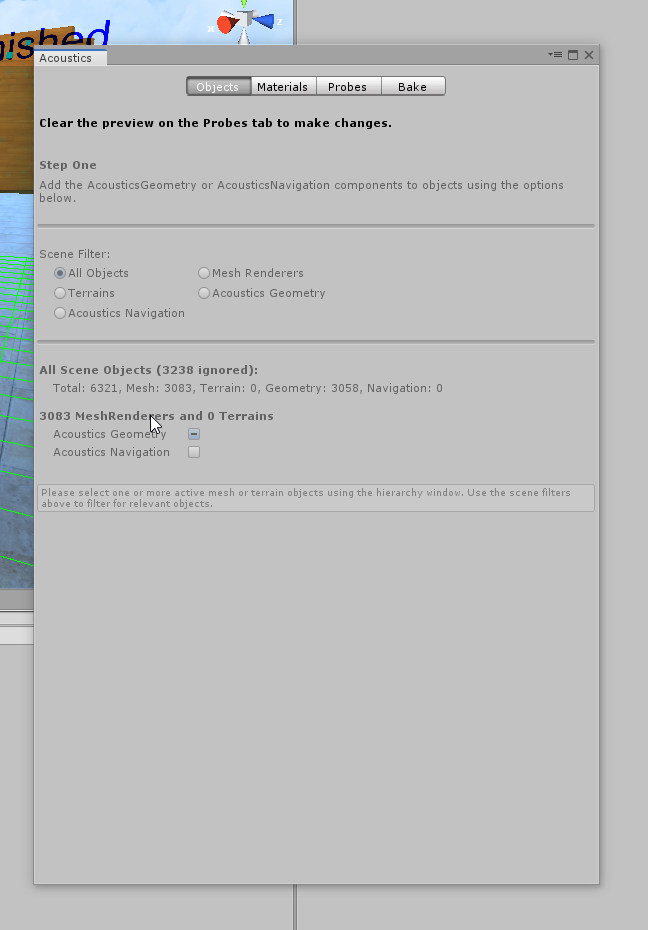 x z
Acoustics
Objects Materials Probes Bake
Clear the preview on the Probes tab to make changes.
Step One
Add the AcousticsGeometry or AcousticsNavigation components to objects using the options
below.
Scene Filter:
All Objects Mesh Renderers
Terrains Acoustics Geometry
Acoustics Navigation
All Scene Objects (3238 ignored):
Total: 6321, Mesh: 3083, Terrain: 0, Geometry: 3058, Navigation: 0
3083 MeshRenderers and 0 Terrains
Acoustics Geometry
Acoustics Navigation
Please select one or more active mesh or terrain objects using the hierarchy window. Use the scene filters
above to filter for relevant objects.